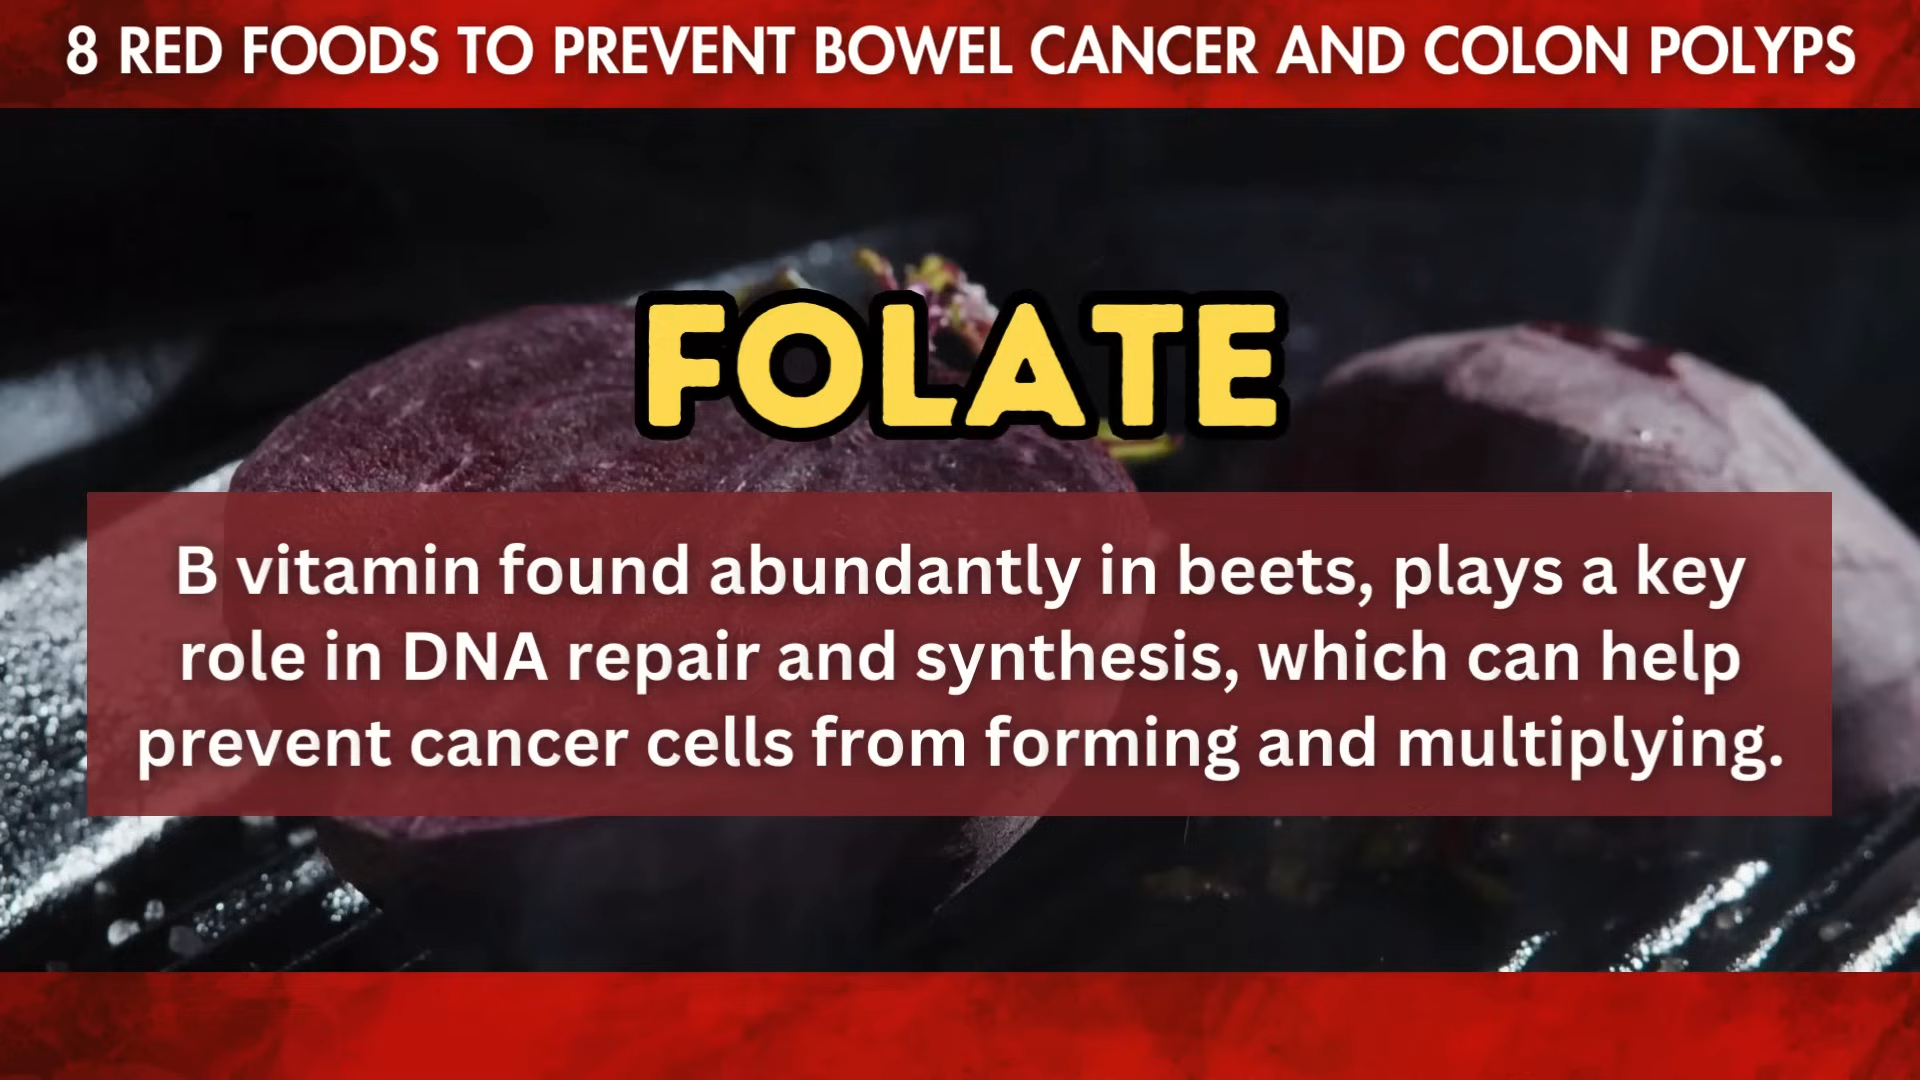 8 RED FOODS TO PREVENT BOWEL CANCER AND COLON POLYPS
FOLATE
B vitamin found abundantly in beets, plays a key
role in DNA repair and synthesis, which can help
prevent cancer cells from forming and multiplying.